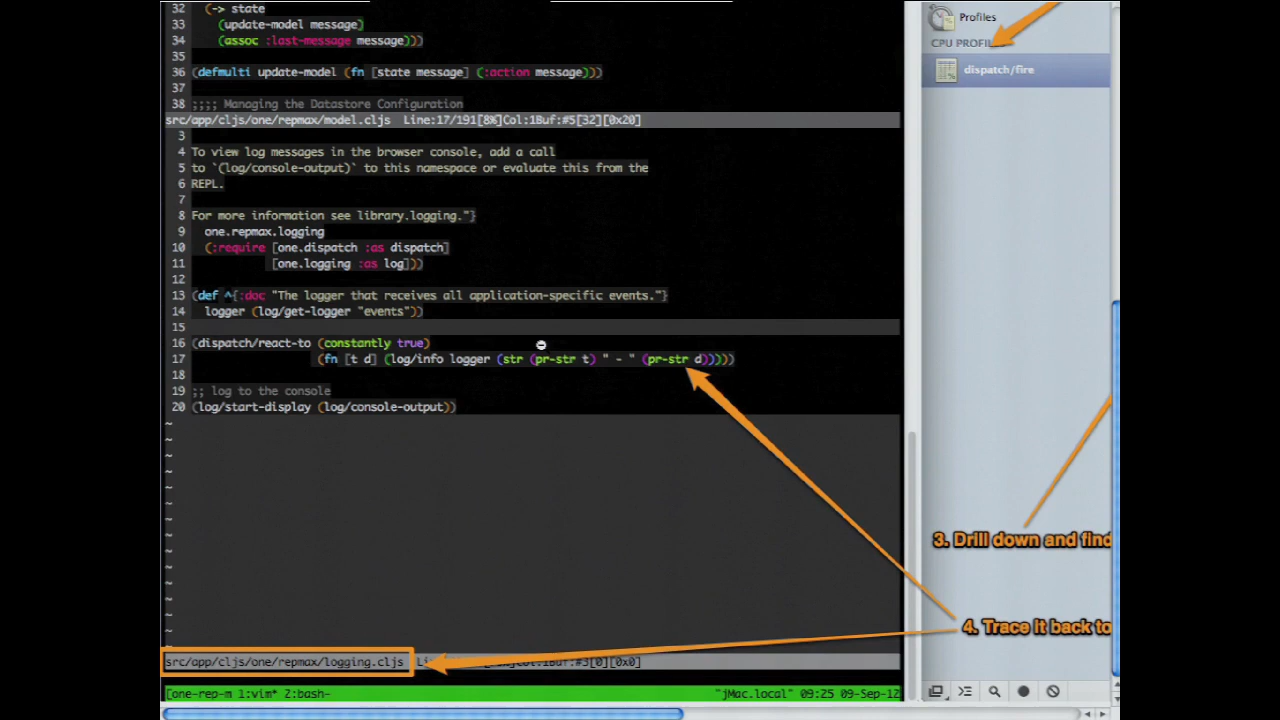 32 (-> state
33 (update-model message)
34 (assoc :last-message message)))
35
36 (defmulti update-model (fn [state message] (:action message)))
37
38 ;;;; Managing the Datastore Configuration
src/app/cljs/one/repmax/model.cljs Line:17/191[8%]Col:1Buf:#5[32][0x20]
3
4 To view log messages in the browser console, add a call
5 to `(log/console-output)` to this namespace or evaluate this from the
6 REPL.
7
8 For more information see library.logging."}
9 one.repmax.logging
10 (:require [one.dispatch :as dispatch]
11 [one.logging :as log]))
12
13 (def ^{:doc "The logger that receives all application-specific events."}
14 logger (log/get-logger "events"))
15
16 (dispatch/react-to (constantly true)
17 (fn [t d] (log/info logger (str (pr-str t) " - " (pr-str d)))))
18
19 ;; log to the console
20 (log/start-display (log/console-output))
~
~
~
~
~
~
~
~
~
~
~
~
~
~
src/app/cljs/one/repmax/logging.cljs Col:1Buf:#3[0][0x0]
[one-rep-m 1:vim* 2:bash- "jMac.local" 09:25 09-Sep-12
Profiles
CPU PROFILES
dispatch/fire
3. Drill down and find
4. Trace it back to